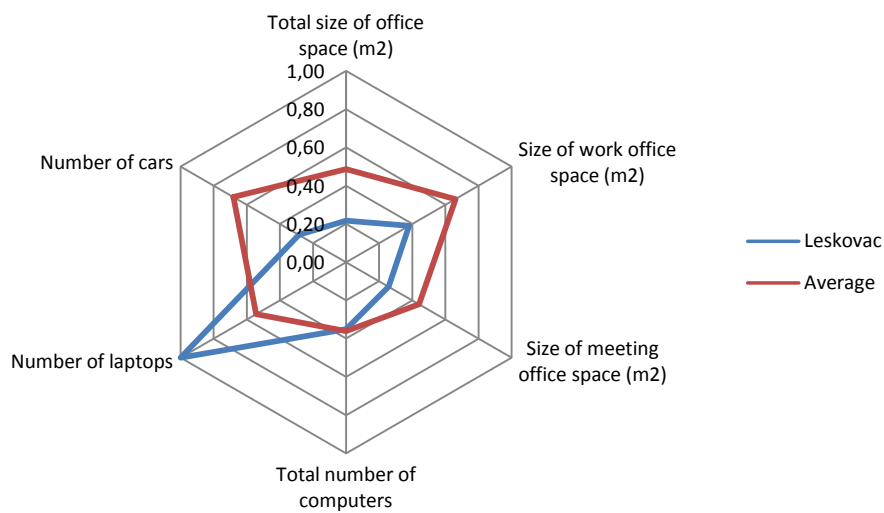 Total size of office
space (m2)
1,00
0,80
0,60
0,40
0,20
0,00
Size of work office
space (m2)
Size of meeting
office space (m2)
Total number of
computers
Number of laptops
Number of cars
Leskovac
Average